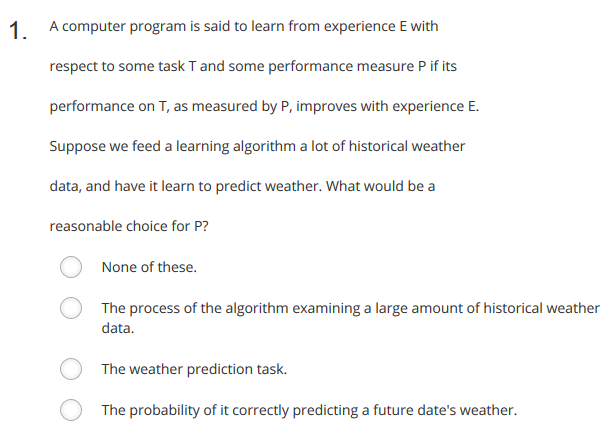 1. A computer program is said to learn from experience E with
respect to some task T and some performance measure P if its
performance on T, as measured by P, improves with experience E.
Suppose we feed a learning algorithm a lot of historical weather
data, and have it learn to predict weather. What would be a
reasonable choice for P?
None of these.
The process of the algorithm examining a large amount of historical weather
data.
The weather prediction task.
The probability of it correctly predicting a future date's weather.